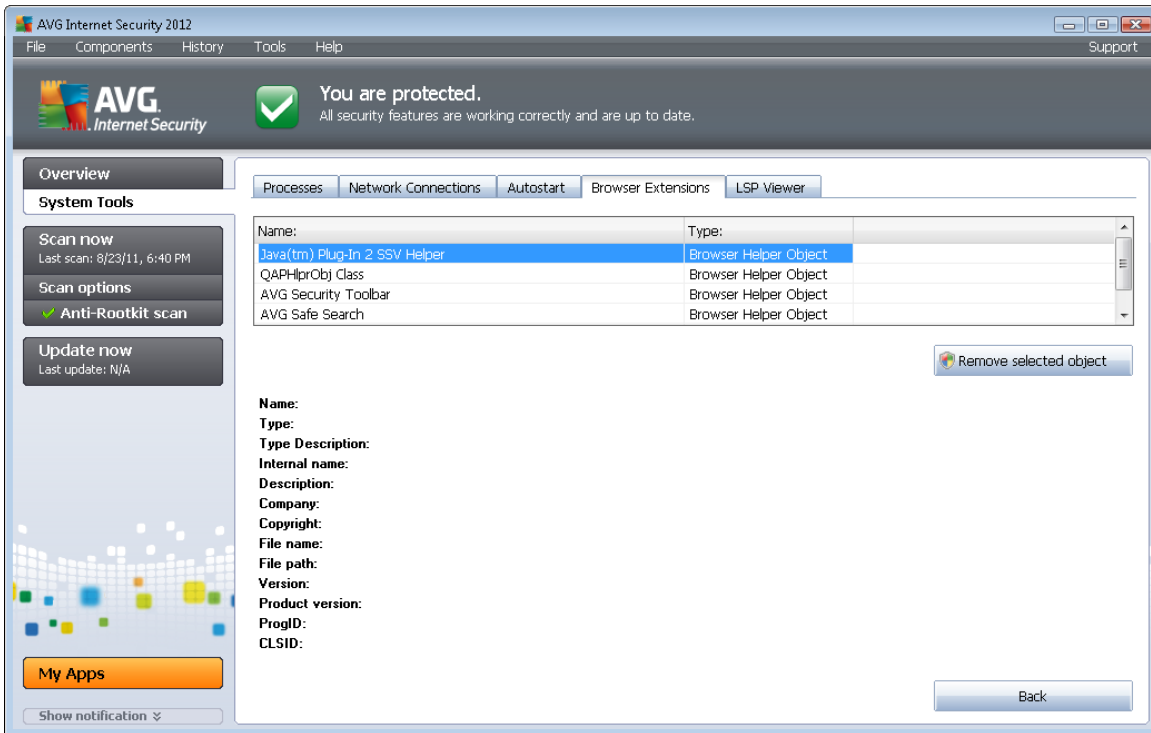 AVG Internet Security 2012
File Components History Tools Help Support
AVG.
Internet Security
You are protected.
All security features are working correctly and are up to date.
Overview
System Tools
Scan now
Last scan: 8/23/11, 6:40 PM
Scan options
Anti-Rootkit scan
Update now
Last update: N/A
My Apps
Show notification
Processes Network Connections Autostart Browser Extensions LSP Viewer
Name: Type:
Java(tm) Plug-In 2 SSV Helper Browser Helper Object
QAPHlprObj Class Browser Helper Object
AVG Security Toolbar Browser Helper Object
AVG Safe Search Browser Helper Object
Remove selected object
Name:
Type:
Type Description:
Internal name:
Description:
Company:
Copyright:
File name:
File path:
Version:
Product version:
ProgID:
CLSID:
Back